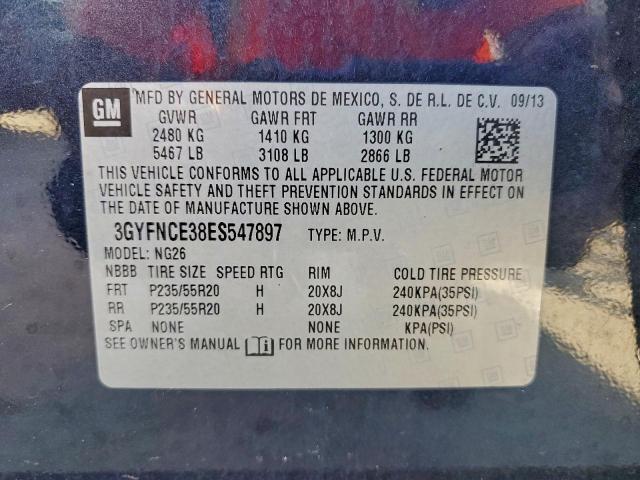 GM MFD BY GENERAL MOTORS DE MEXICO, S. DE R.L. DE C.V. 09/13
GVWR GAWR FRT GAWR RR
2480 KG 1410 KG 1300 KG
5467 LB 3108 LB 2866 LB
THIS VEHICLE CONFORMS TO ALL APPLICABLE U.S. FEDERAL MOTOR
VEHICLE SAFETY AND THEFT PREVENTION STANDARDS IN EFFECT ON
THE DATE OF MANUFACTURE SHOWN ABOVE.
3GYFNCE38ES547897 TYPE: M.P.V.
MODEL: NG26
NBBB TIRE SIZE SPEED RTG RIM COLD TIRE PRESSURE
FRT P235/55R20 H 20X8J 240KPA(35PSI)
RR P235/55R20 H 20X8J 240KPA(35PSI)
SPA NONE NONE KPA(PSI)
SEE OWNER'S MANUAL FOR MORE INFORMATION.